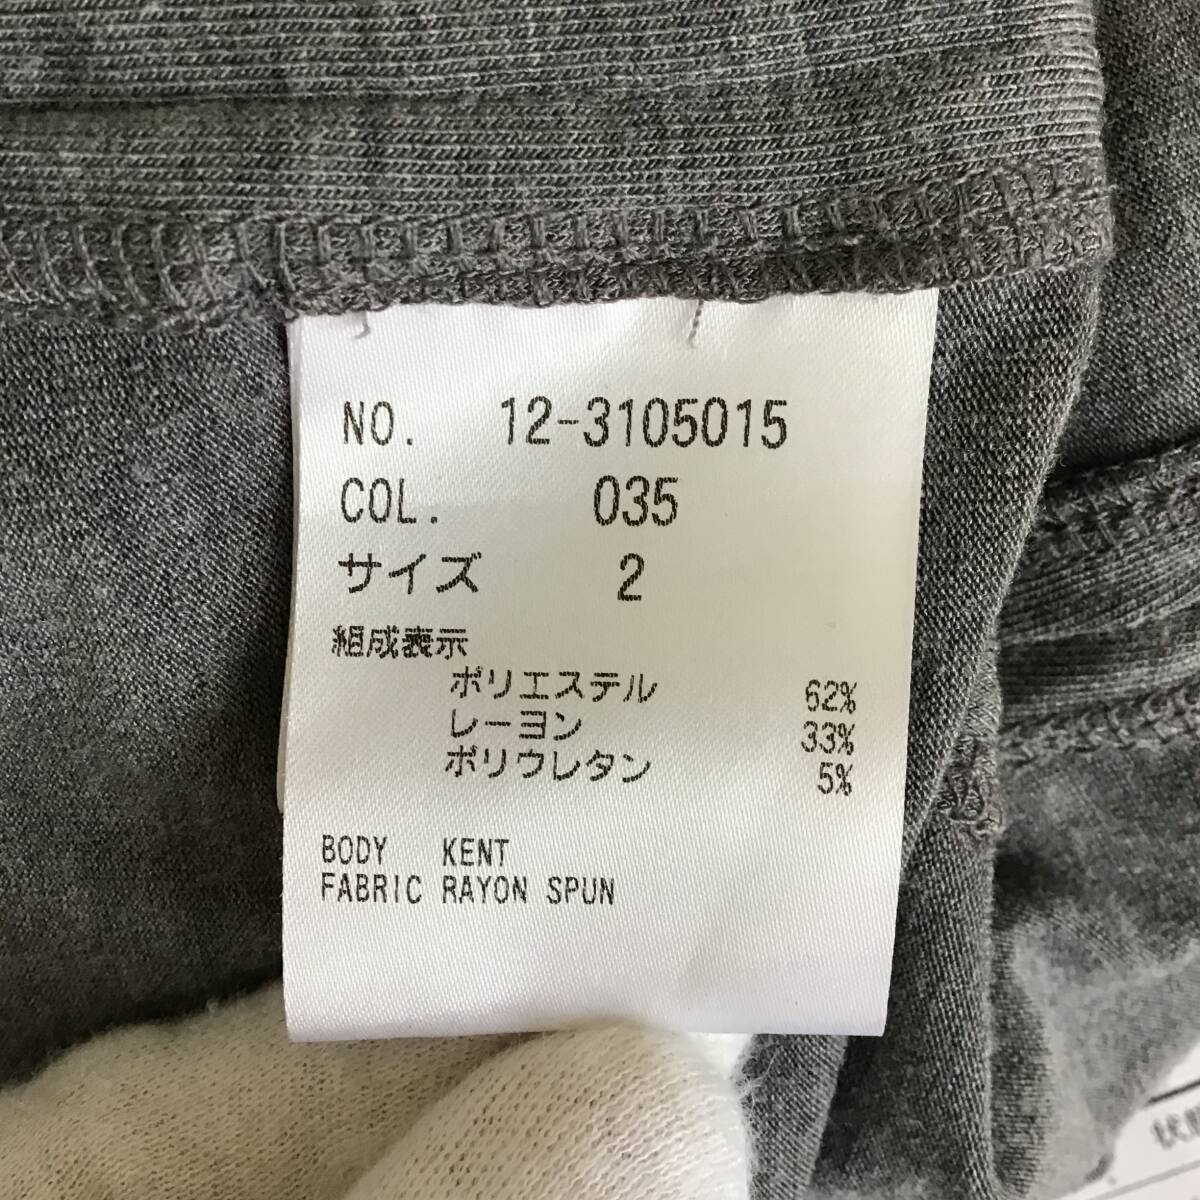 NO. 12-3105015
COL. 035
サイズ 2
組成表示
ポリエステル 62%
レーヨン 33%
ポリウレタン 5%
BODY KENT
FABRIC RAYON SPUN